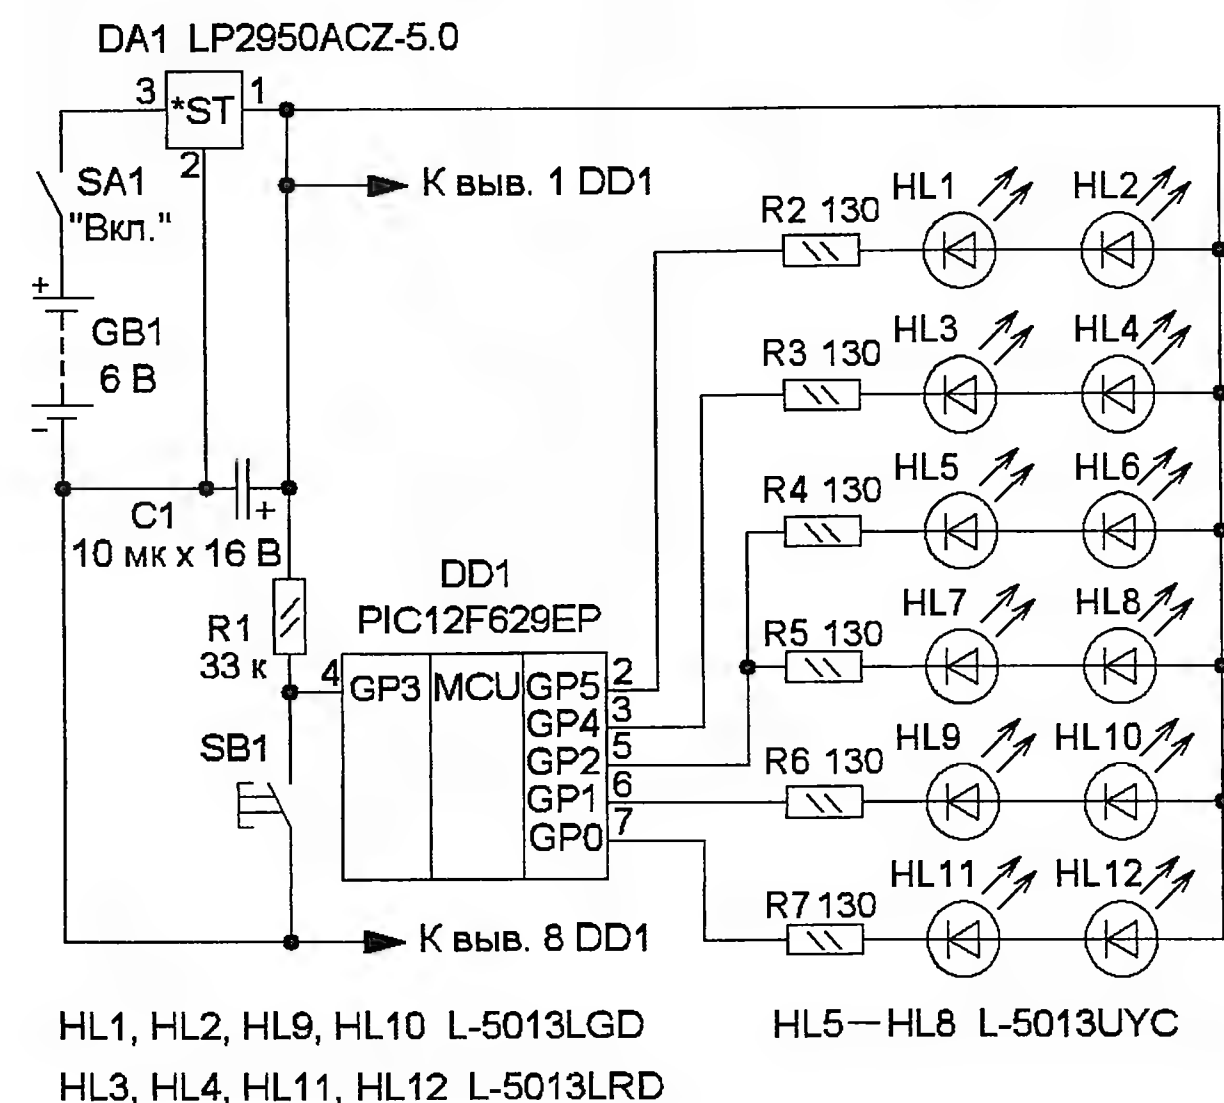 DA1 LP2950ACZ-5.0
3
*ST
1
2
SA1
"Вкл."
К выв. 1 DD1
+
GB1
6 В
−
C1
+
10 мк x 16 В
R1
33 к
DD1
PIC12F629EP
4
GP3
MCU
GP5
2
GP4
3
GP2
5
GP1
6
GP0
7
SB1
К выв. 8 DD1
R2 130
HL1
HL2
R3 130
HL3
HL4
R4 130
HL5
HL6
R5 130
HL7
HL8
R6 130
HL9
HL10
R7 130
HL11
HL12
HL1, HL2, HL9, HL10 L-5013LGD
HL5—HL8 L-5013UYC
HL3, HL4, HL11, HL12 L-5013LRD